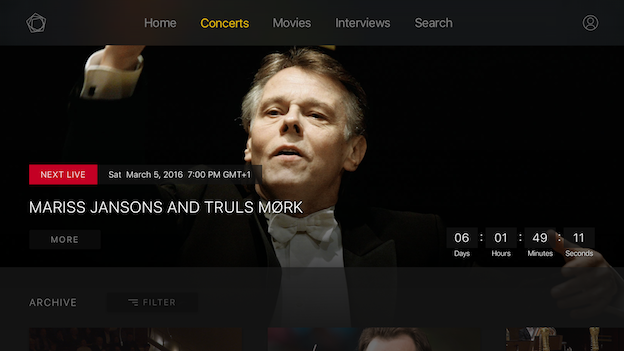 Home Concerts Movies Interviews Search
NEXT LIVE Sat March 5, 2016 7:00 PM GMT+1
MARISS JANSONS AND TRULS MØRK
MORE
06 : 01 : 49 : 11
Days Hours Minutes Seconds
ARCHIVE FILTER